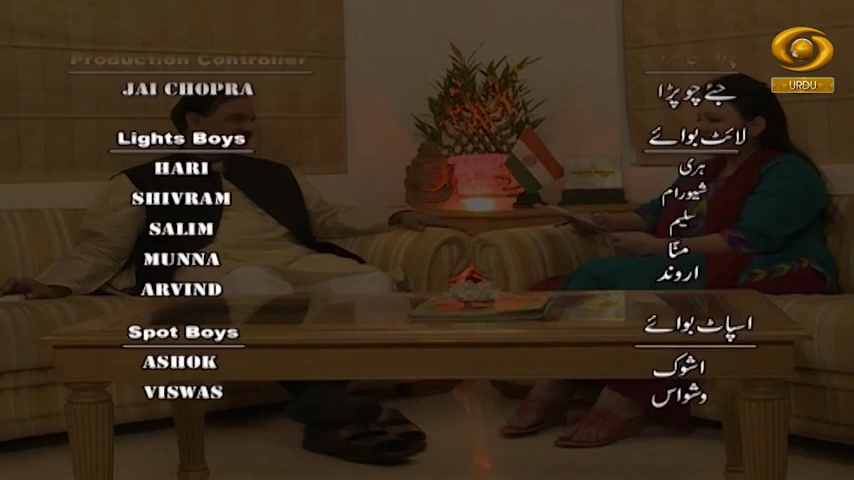 Production Controller
JAI CHOPRA
جئے چوپڑا
Lights Boys
لائٹ بوائے
HARI
ہری
SHIVRAM
شیورام
SALIM
سلیم
MUNNA
منّا
ARVIND
اروند
Spot Boys
اسپاٹ بوائے
ASHOK
اشوک
VISWAS
وشواس
URDU